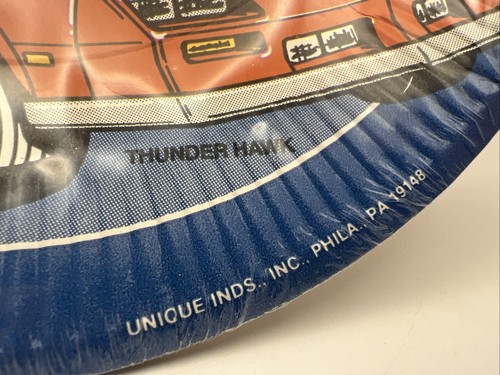 THUNDER HAWK
UNIQUE INDS., INC., PHILA., PA 19148